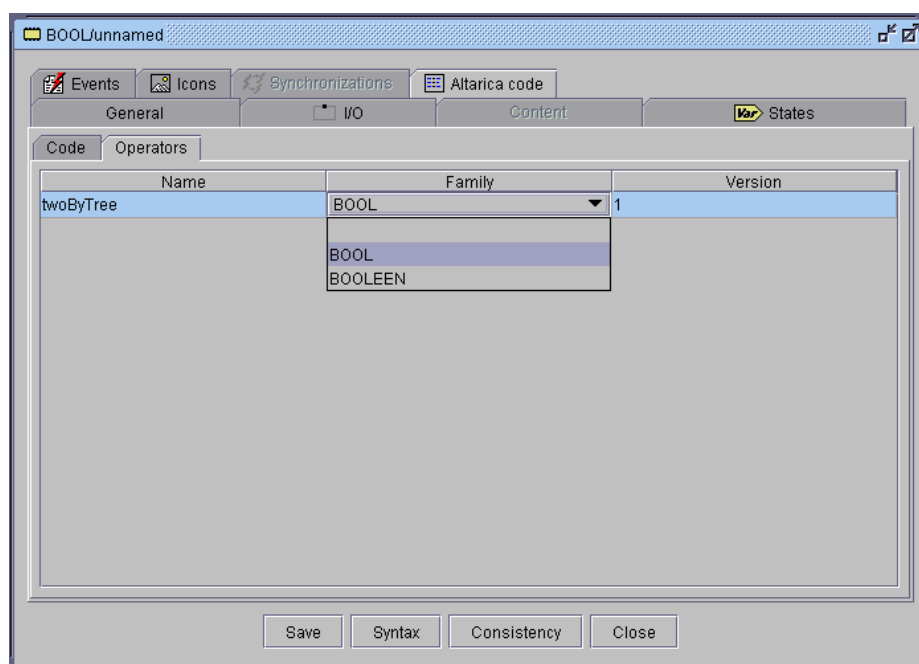 BOOL/unnamed
Events Icons Synchronizations Altarica code
General I/O Content Var States
Code Operators
Name Family Version
twoByTree BOOL 1
BOOL
BOOLEEN
Save Syntax Consistency Close